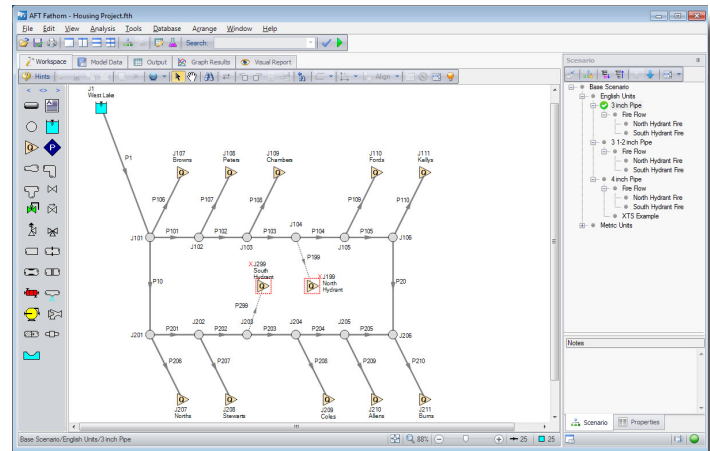 AFT Fathom - Housing Project.fth
File Edit View Analysis Tools Database Arrange Window Help
Search:
Workspace Model Data Output Graph Results Visual Report
Hints
Align
Scenario
Base Scenario
English Units
3 inch Pipe
Fire Flow
North Hydrant Fire
South Hydrant Fire
3 1-2 inch Pipe
Fire Flow
North Hydrant Fire
South Hydrant Fire
4 inch Pipe
Fire Flow
North Hydrant Fire
South Hydrant Fire
XTS Example
Metric Units
J1
West Lake
P1
J107
Browns
J108
Peters
J109
Chambers
J110
Fords
J111
Kellys
P106
P107
P108
P109
P110
J101
P101
J102
P102
J103
P103
J104
P104
J105
P105
J106
P199
XJ299
South
Hydrant
XJ199
North
Hydrant
P10
P20
P299
J201
P201
J202
P202
J203
P203
J204
P204
J205
P205
J206
P206
P207
P208
P209
P210
J207
Norths
J208
Stewarts
J209
Coles
J210
Allens
J211
Burns
Notes
Scenario Properties
Base Scenario/English Units/3 inch Pipe
88%
25
25